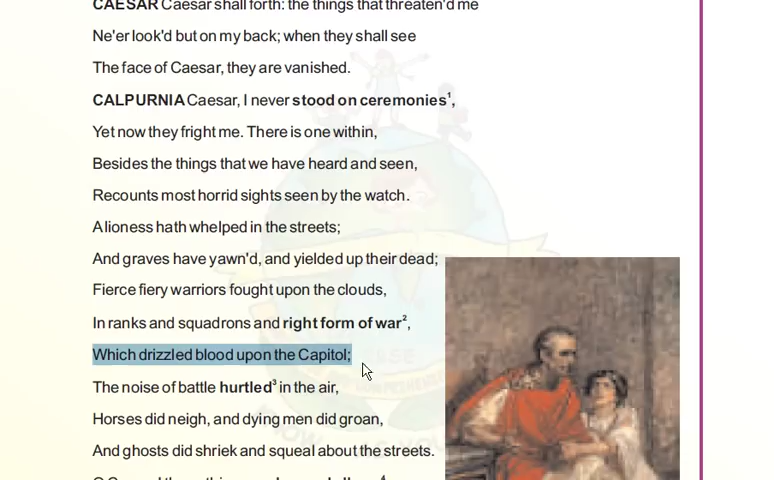 CAESAR Caesar shall forth: the things that threaten'd me
Ne'er look'd but on my back; when they shall see
The face of Caesar, they are vanished.
CALPURNIA Caesar, I never stood on ceremonies¹,
Yet now they fright me. There is one within,
Besides the things that we have heard and seen,
Recounts most horrid sights seen by the watch.
A lioness hath whelped in the streets;
And graves have yawn'd, and yielded up their dead;
Fierce fiery warriors fought upon the clouds,
In ranks and squadrons and right form of war²,
Which drizzled blood upon the Capitol;
The noise of battle hurtled³ in the air,
Horses did neigh, and dying men did groan,
And ghosts did shriek and squeal about the streets.